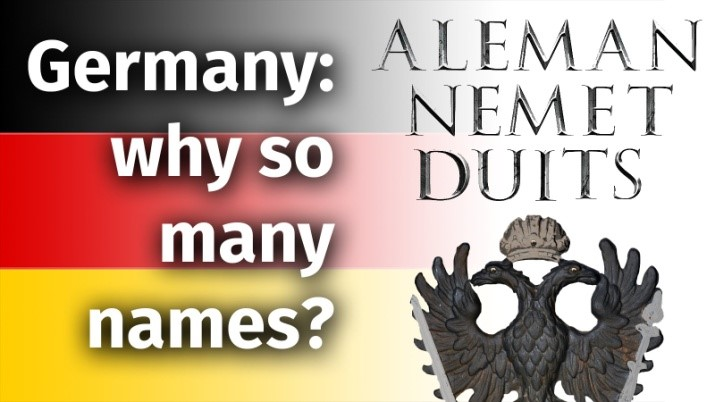 Germany:
why so
many
names?
ALEMAN
NEMET
DUITS